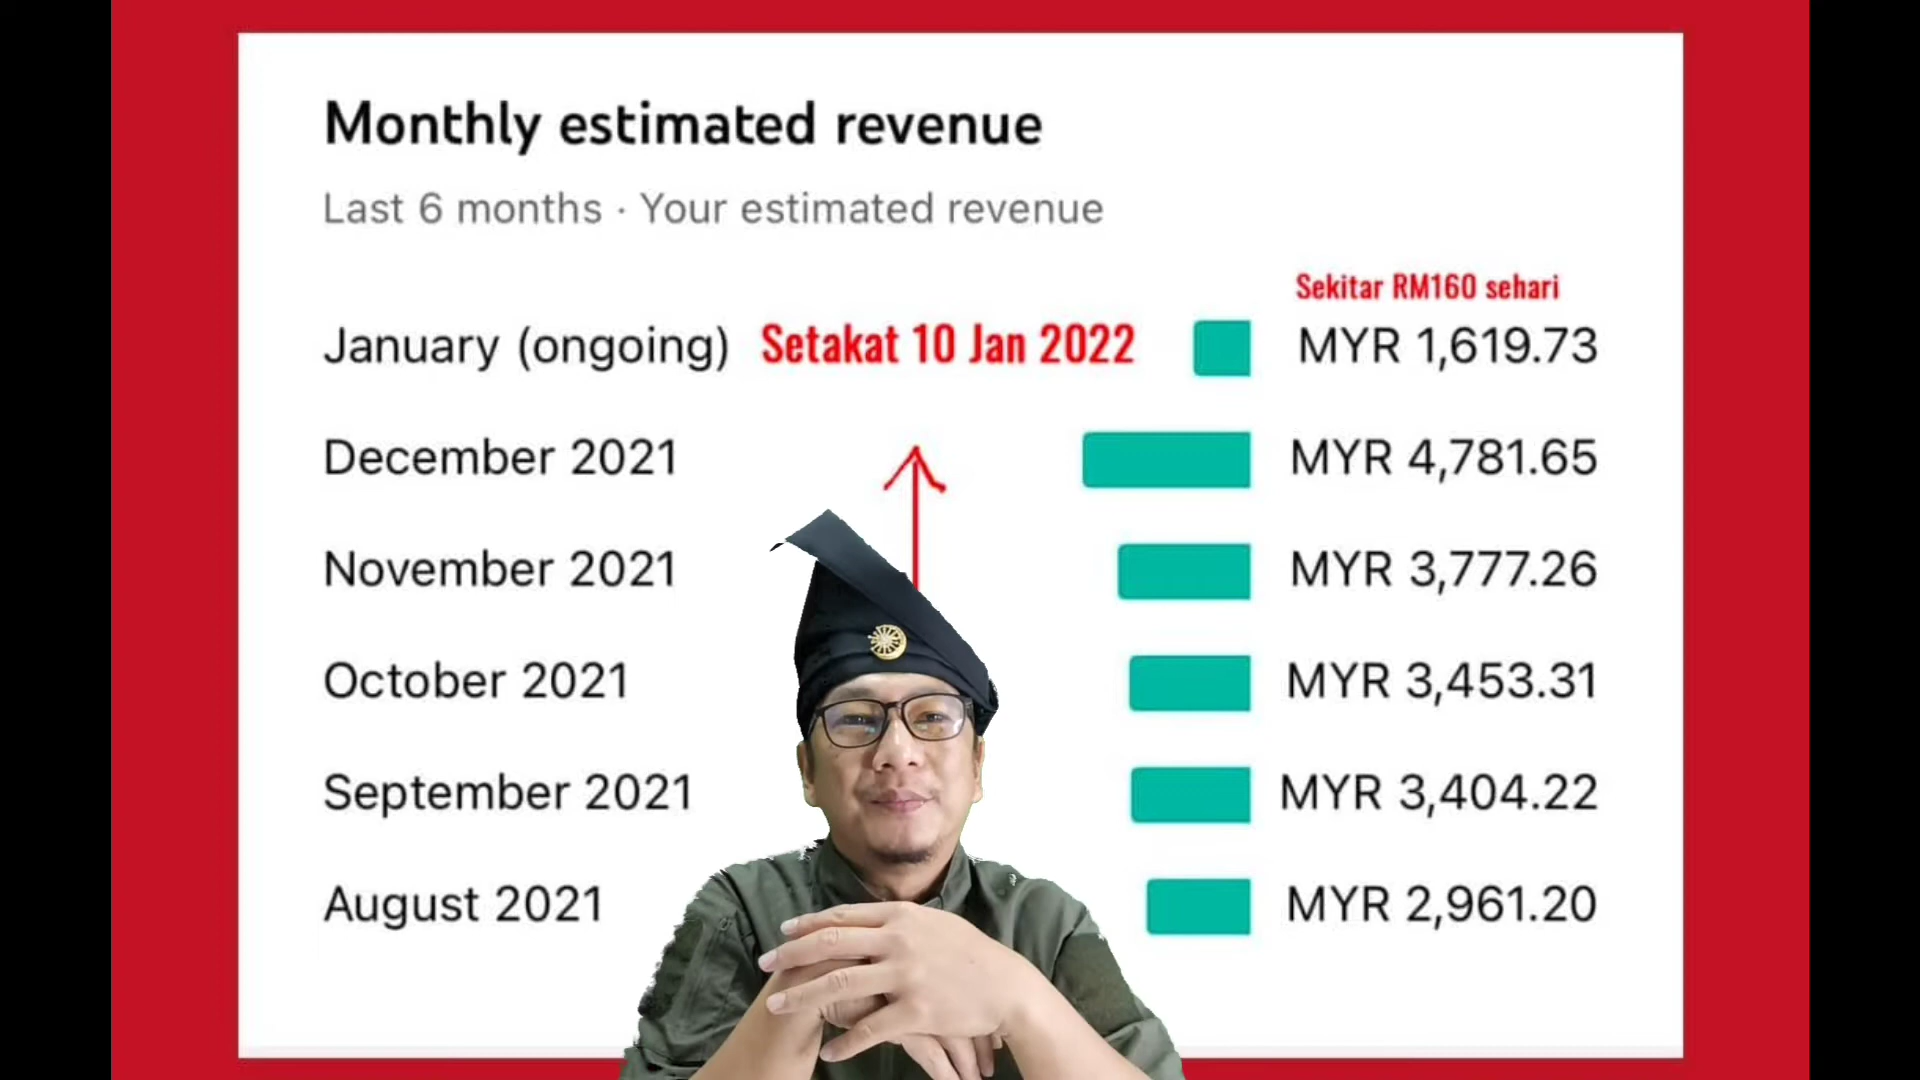 Monthly estimated revenue
Last 6 months · Your estimated revenue
Sekitar RM160 sehari
January (ongoing) Setakat 10 Jan 2022 MYR 1,619.73
December 2021 MYR 4,781.65
November 2021 MYR 3,777.26
October 2021 MYR 3,453.31
September 2021 MYR 3,404.22
August 2021 MYR 2,961.20